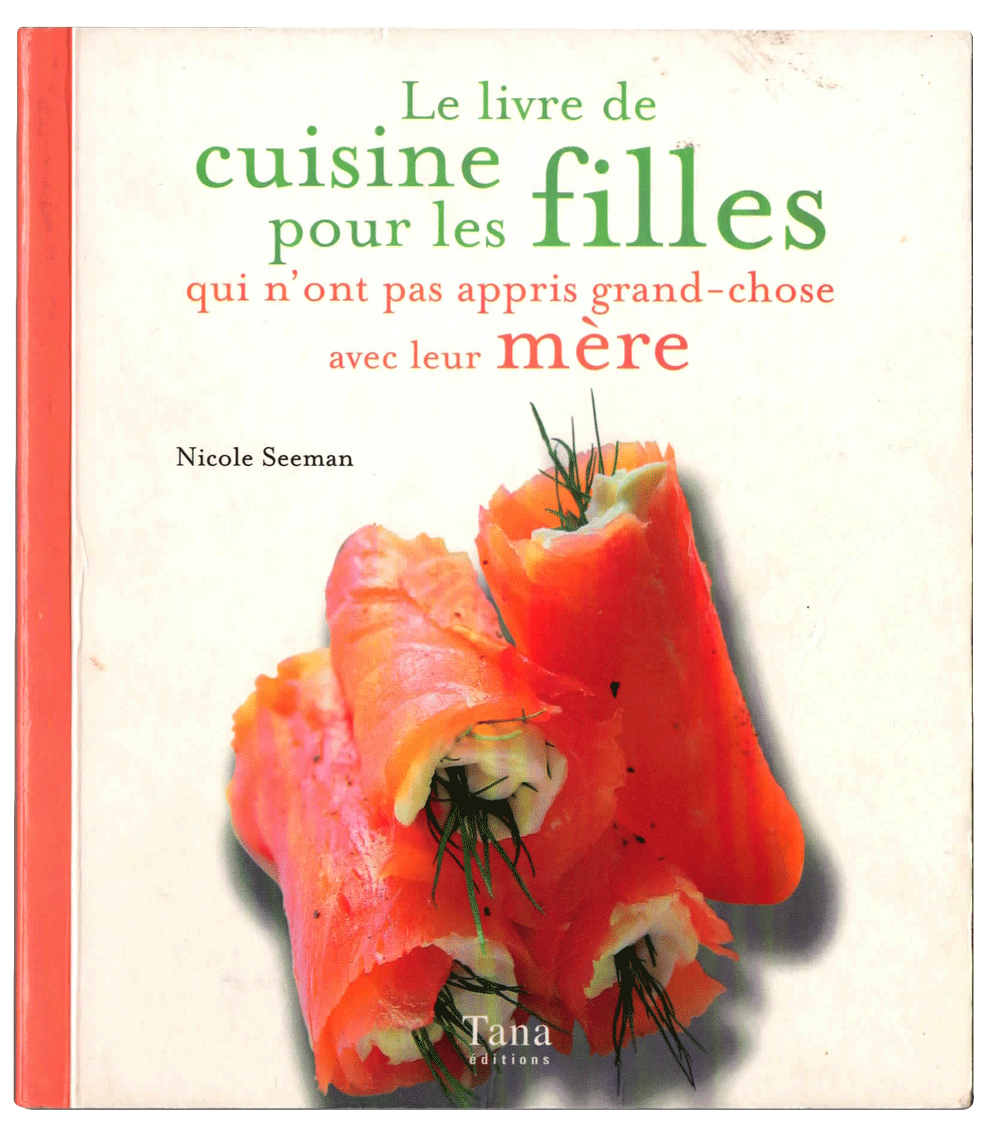 Le livre de
cuisine
pour les filles
qui n'ont pas appris grand-chose
avec leur mère
Nicole Seeman
Tana
éditions